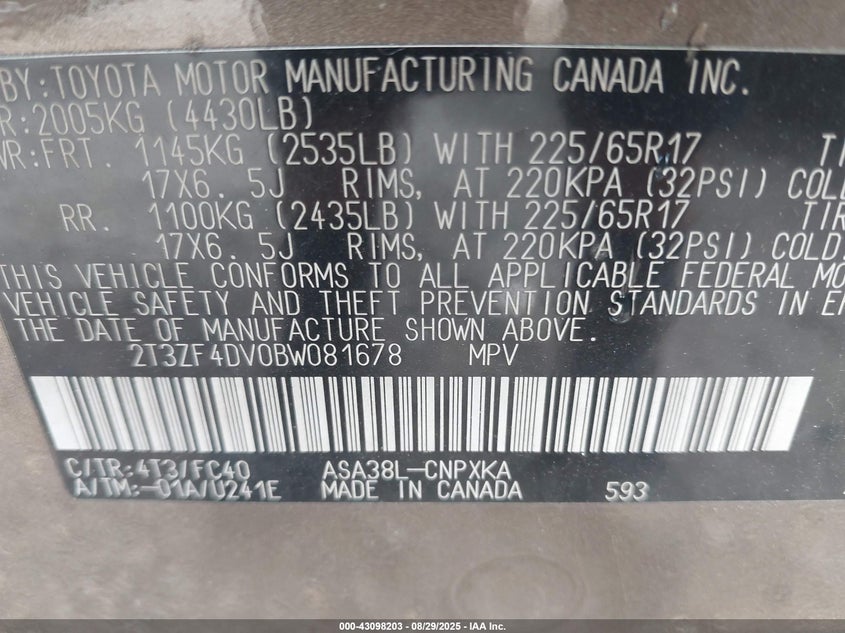 BY: TOYOTA MOTOR MANUFACTURING CANADA INC.
R: 2005KG (4430LB)
WR: FRT. 1145KG (2535LB) WITH 225/65R17 TI
17X6. 5J RIMS, AT 220KPA (32PSI) COLD
RR. 1100KG (2435LB) WITH 225/65R17 TIR
17X6. 5J RIMS, AT 220KPA (32PSI) COLD.
THIS VEHICLE CONFORMS TO ALL APPLICABLE FEDERAL MO
VEHICLE SAFETY AND THEFT PREVENTION STANDARDS IN EF
THE DATE OF MANUFACTURE SHOWN ABOVE.
2T3ZF4DV0BW081678 MPV
C/TR:4T3/FC40 ASA38L-CNPXKA
A/TM:-01A/U241E MADE IN CANADA 593
000-43098203 - 08/29/2025 - IAA Inc.